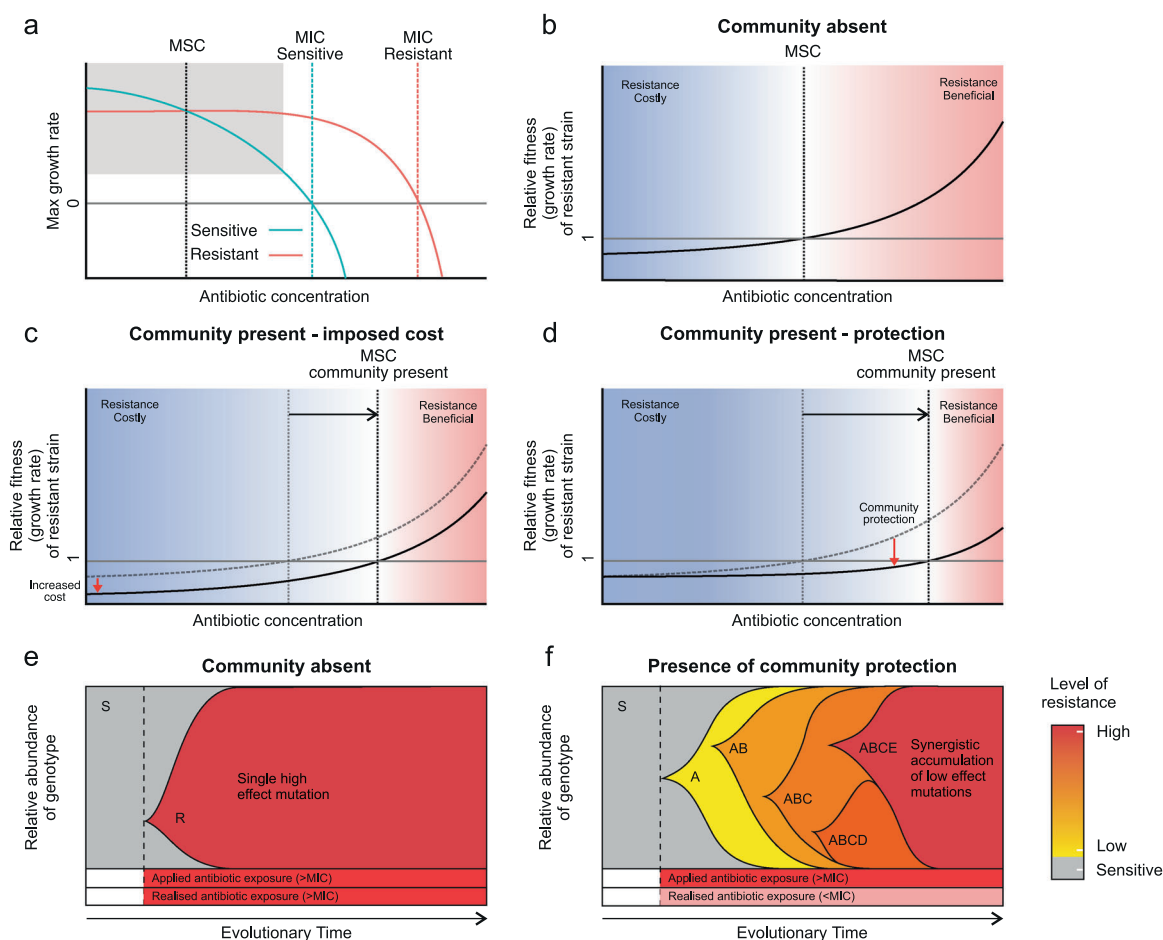 a
MSC
MIC
Sensitive
MIC
Resistant
Max growth rate
0
Sensitive
Resistant
Antibiotic concentration
b
Community absent
MSC
Resistance
Costly
Resistance
Beneficial
Relative fitness
(growth rate)
of resistant strain
1
Antibiotic concentration
c
Community present - imposed cost
MSC
community present
Resistance
Costly
Resistance
Beneficial
Relative fitness
(growth rate)
of resistant strain
1
Increased
cost
Antibiotic concentration
d
Community present - protection
MSC
community present
Resistance
Costly
Resistance
Beneficial
Relative fitness
(growth rate)
of resistant strain
1
Community
protection
Antibiotic concentration
e
Community absent
Relative abundance
of genotype
S
R
Single high
effect mutation
Applied antibiotic exposure (>MIC)
Realised antibiotic exposure (>MIC)
Evolutionary Time
f
Presence of community protection
Relative abundance
of genotype
S
A
AB
ABC
ABCD
ABCE
Synergistic
accumulation
of low effect
mutations
Applied antibiotic exposure (>MIC)
Realised antibiotic exposure (<MIC)
Evolutionary Time
Level of
resistance
High
Low
Sensitive